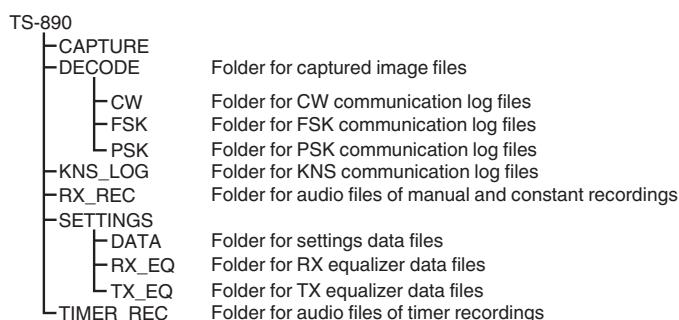 TS-890
CAPTURE
DECODE Folder for captured image files
CW Folder for CW communication log files
FSK Folder for FSK communication log files
PSK Folder for PSK communication log files
KNS_LOG Folder for KNS communication log files
RX_REC Folder for audio files of manual and constant recordings
SETTINGS
DATA Folder for settings data files
RX_EQ Folder for RX equalizer data files
TX_EQ Folder for TX equalizer data files
TIMER_REC Folder for audio files of timer recordings